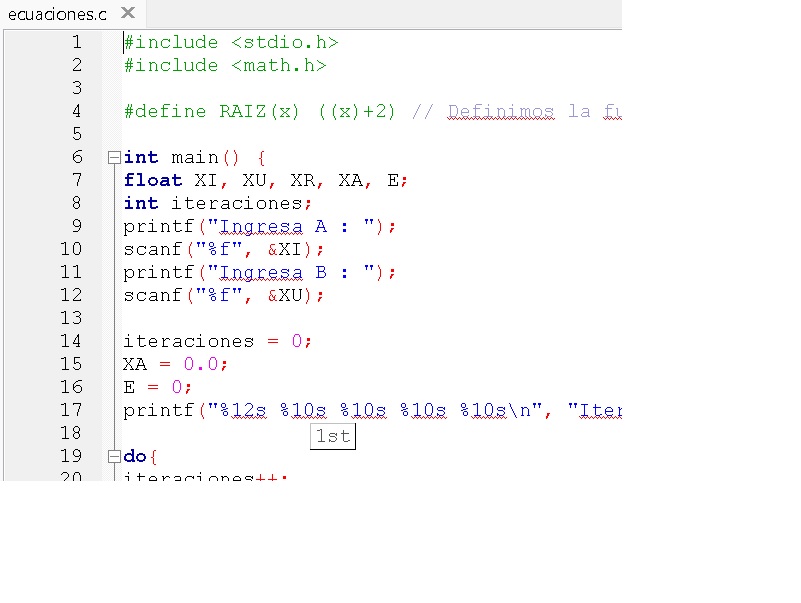 ecuaciones.c
1 #include <stdio.h>
2 #include <math.h>
3
4 #define RAIZ(x) ((x)+2) // Definimos la fu
5
6 int main() {
7 float XI, XU, XR, XA, E;
8 int iteraciones;
9 printf("Ingresa A : ");
10 scanf("%f", &XI);
11 printf("Ingresa B : ");
12 scanf("%f", &XU);
13
14 iteraciones = 0;
15 XA = 0.0;
16 E = 0;
17 printf("%12s %10s %10s %10s %10s\n", "Iter
18
1st
19 do{
20 iteraciones++;